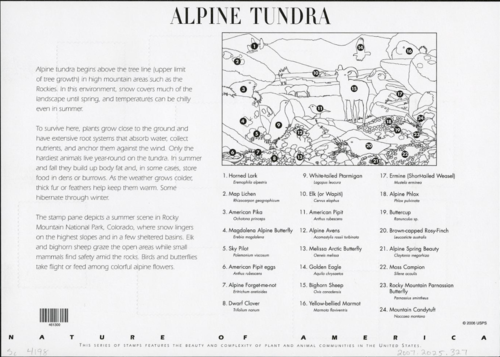 ALPINE TUNDRA
Alpine tundra begins above the tree line (upper limit
of tree growth) in high mountain areas such as the
Rockies. In this environment, snow covers much of the
landscape until spring, and temperatures can be chilly
even in summer.
To survive here, plants grow close to the ground and
have extensive root systems that absorb water, collect
nutrients, and anchor them against the wind. Only the
hardiest animals live year-round on the tundra. In summer
and fall they build up body fat and, in some cases, store
food in dens or burrows. As the weather grows colder,
thick fur or feathers help keep them warm. Some
hibernate through winter.
The stamp pane depicts a summer scene in Rocky
Mountain National Park, Colorado, where snow lingers
on the highest slopes and in a few sheltered basins. Elk
and bighorn sheep graze the open areas while small
mammals find safety amid the rocks. Birds and butterflies
take flight or feed among colorful alpine flowers.
1. Horned Lark
Eremophila alpestris
2. Map Lichen
Rhizocarpon geographicum
3. American Pika
Ochotona princeps
4. Magdalena Alpine Butterfly
Erebia magdalena
5. Sky Pilot
Polemonium viscosum
6. American Pipit eggs
Anthus rubescens
7. Alpine Forget-me-not
Eritrichum aretioides
8. Dwarf Clover
Trifolium nanum
9. White-tailed Ptarmigan
Lagopus leucura
10. Elk (or Wapiti)
Cervus elaphus
11. American Pipit
Anthus rubescens
12. Alpine Avens
Acomastylis rossii turbinata
13. Melissa Arctic Butterfly
Oeneis melissa
14. Golden Eagle
Aquila chrysaetos
15. Bighorn Sheep
Ovis canadensis
16. Yellow-bellied Marmot
Marmota flaviventris
17. Ermine (Short-tailed Weasel)
Mustela erminea
18. Alpine Phlox
Phlox pulvinata
19. Buttercup
Ranunculus sp.
20. Brown-capped Rosy-Finch
Leucosticte australis
21. Alpine Spring Beauty
Claytonia megarhiza
22. Moss Campion
Silene acaulis
23. Rocky Mountain Parnassian
Butterfly
Parnassius smintheus
24. Mountain Candytuft
© 2006 USPS
NATURE OF AMERICA
THIS SERIES OF STAMPS FEATURES THE BEAUTY AND COMPLEXITY OF PLANT AND ANIMAL COMMUNITIES IN THE UNITED STATES.
2007.2025.327